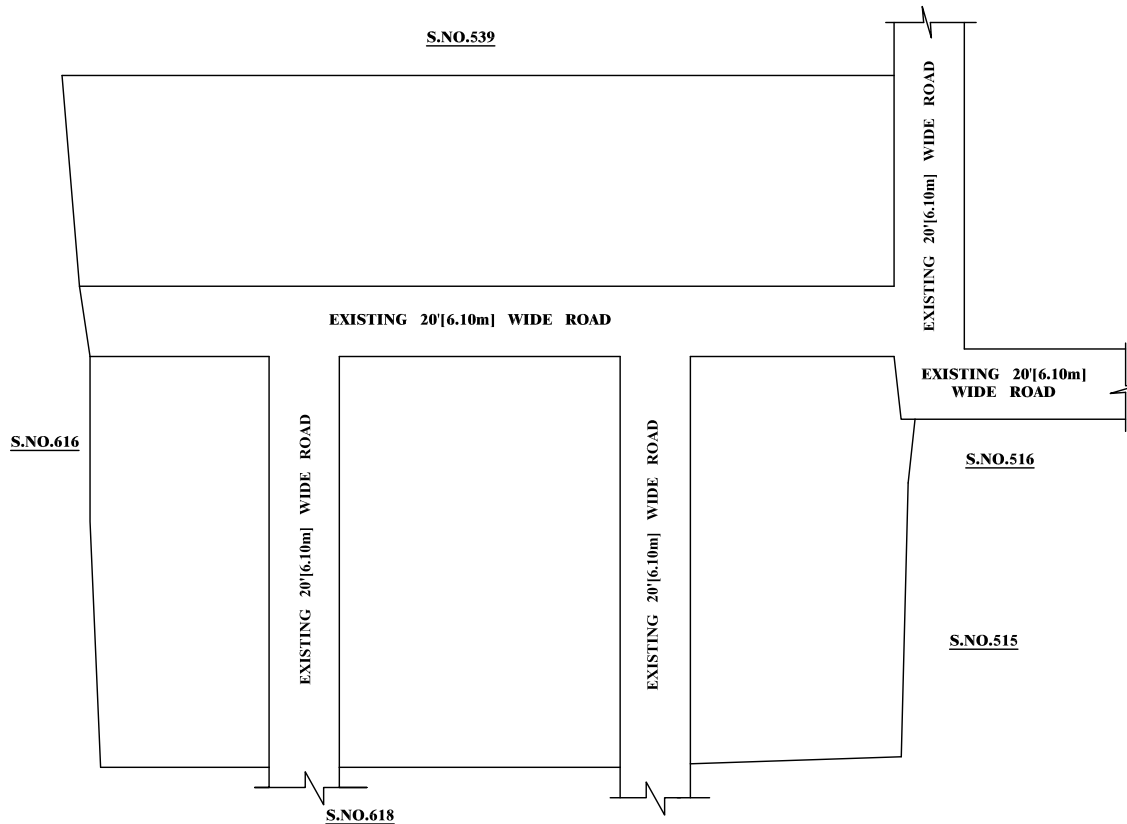 S.NO.539
EXISTING 20'[6.10m] WIDE ROAD
EXISTING 20'[6.10m] WIDE ROAD
EXISTING 20'[6.10m]
WIDE ROAD
S.NO.616
EXISTING 20'[6.10m] WIDE ROAD
EXISTING 20'[6.10m] WIDE ROAD
S.NO.516
S.NO.515
S.NO.618